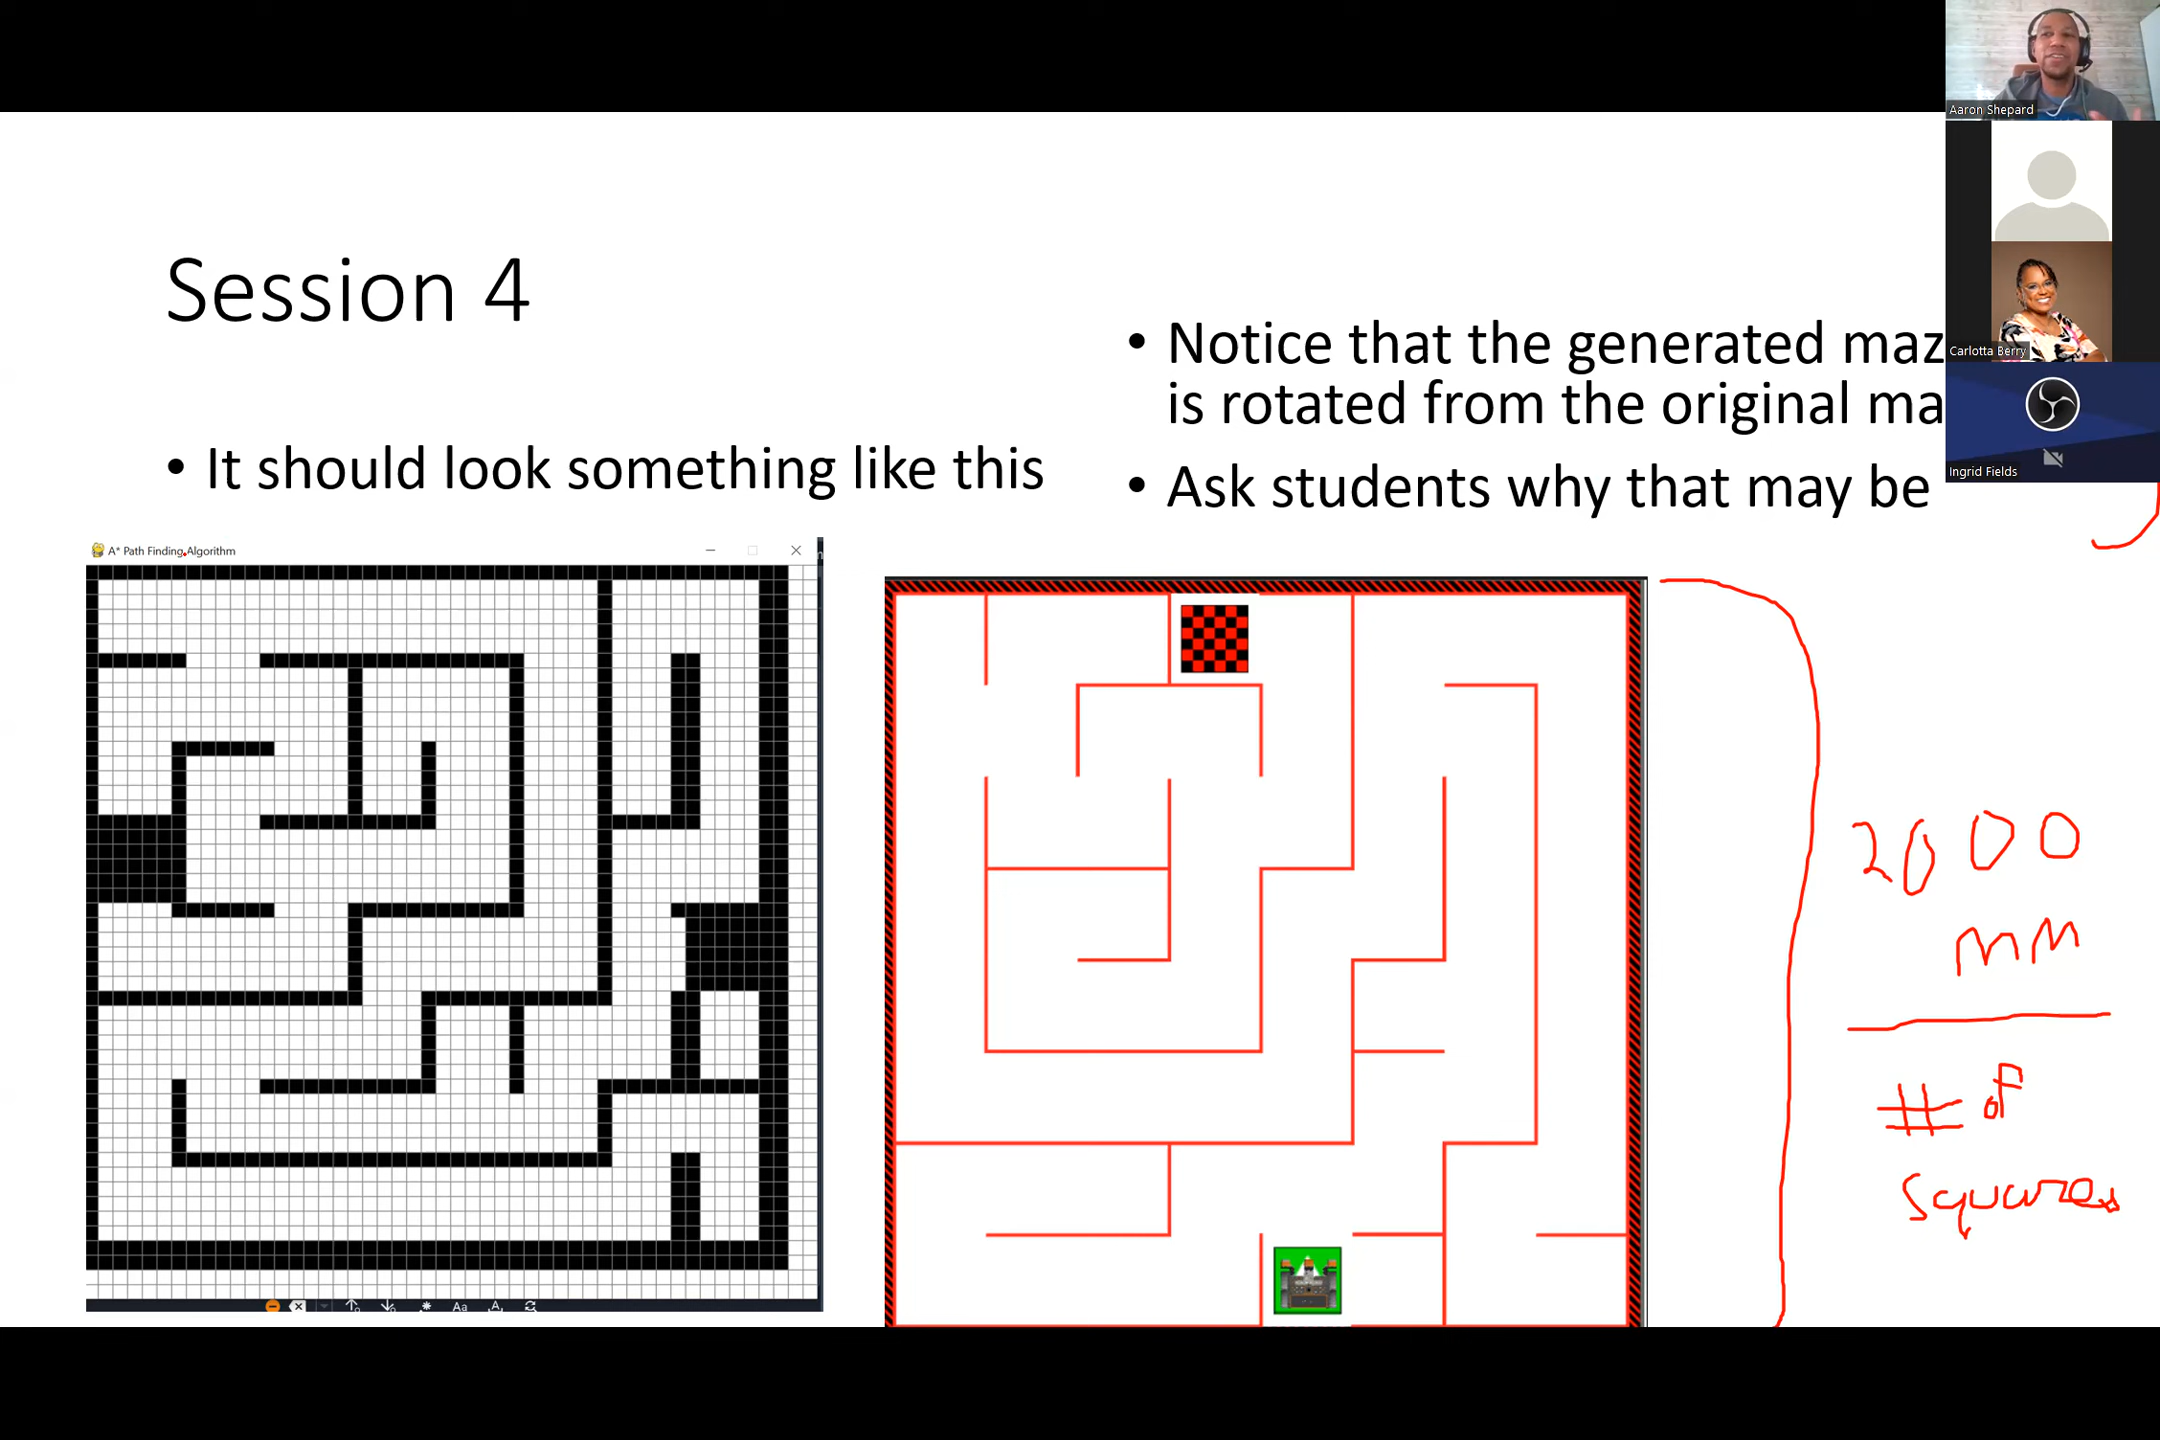 Aaron Shepard
Session 4
• Notice that the generated maz
is rotated from the original ma
• It should look something like this
• Ask students why that may be
Carlotta Berry
Ingrid Fields
A* Path Finding Algorithm
2000
mm
# of
squares
Aa